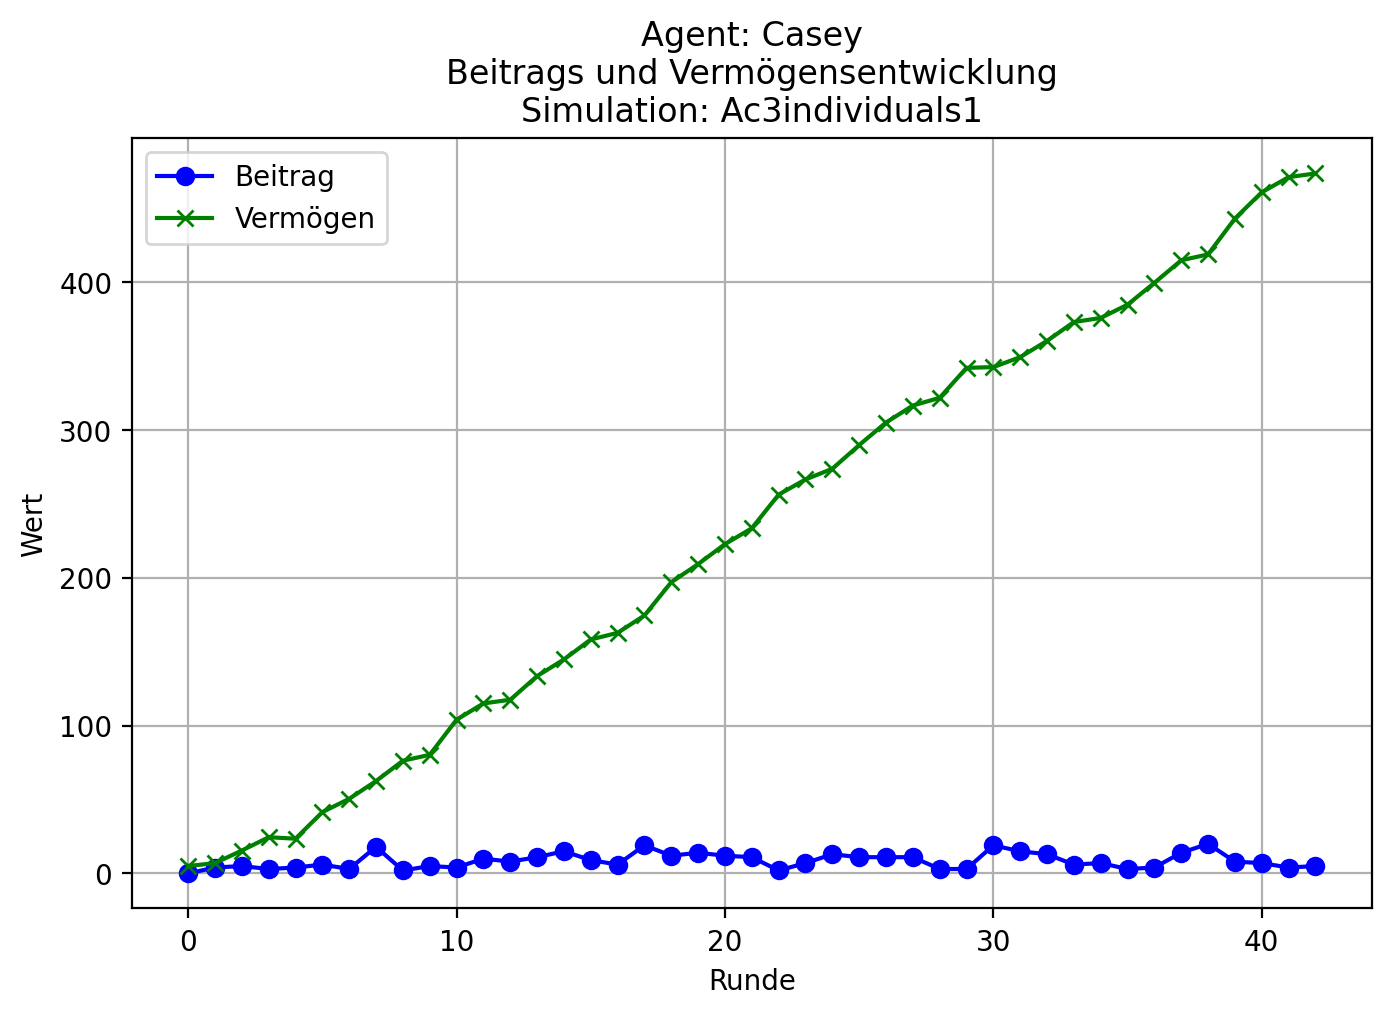 Agent: Casey
Beitrags und Vermögensentwicklung
Simulation: Ac3individuals1
Beitrag
Vermögen
400
300
200
100
0
Wert
0 10 20 30 40
Runde